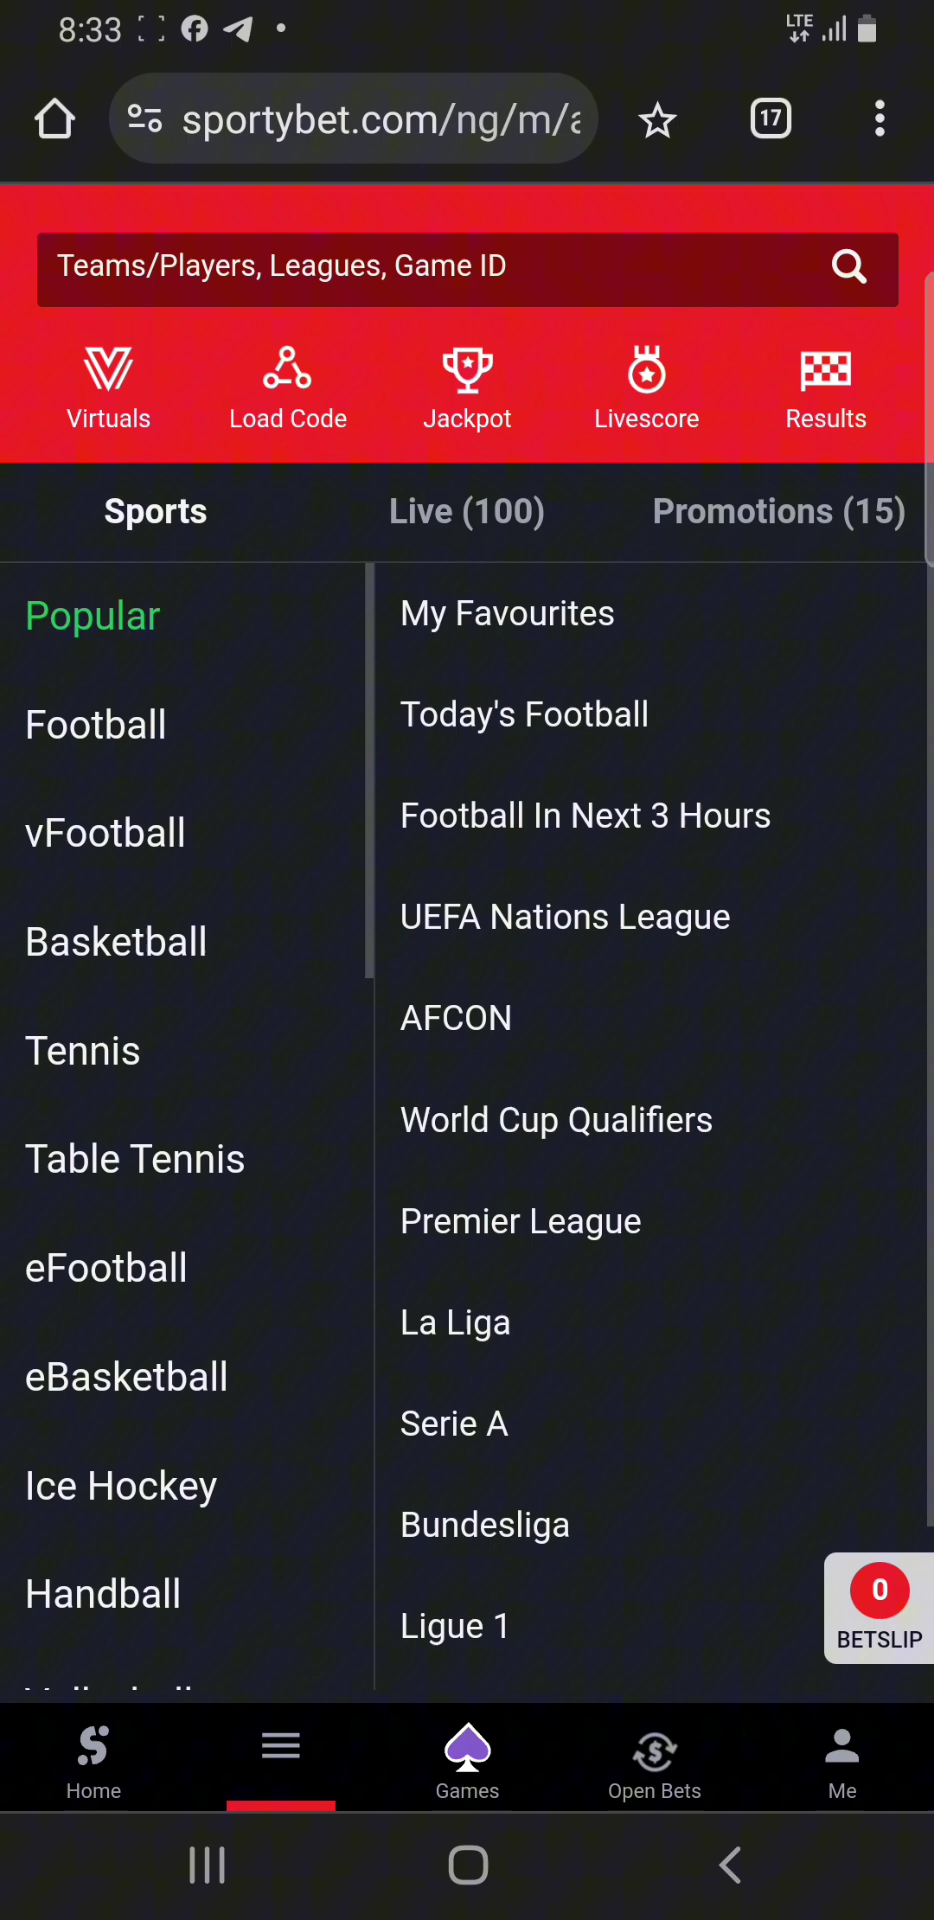 8:33
LTE
sportybet.com/ng/m/a
17
Teams/Players, Leagues, Game ID
Virtuals
Load Code
Jackpot
Livescore
Results
Sports
Live (100)
Promotions (15)
Popular
Football
vFootball
Basketball
Tennis
Table Tennis
eFootball
eBasketball
Ice Hockey
Handball
My Favourites
Today's Football
Football In Next 3 Hours
UEFA Nations League
AFCON
World Cup Qualifiers
Premier League
La Liga
Serie A
Bundesliga
Ligue 1
0
BETSLIP
Home
Games
Open Bets
Me